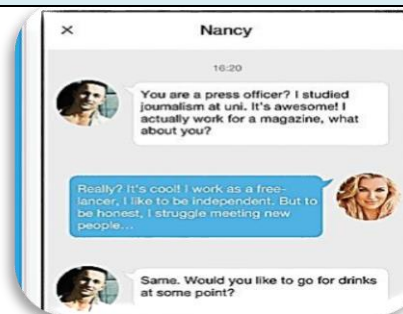 Nancy
16:20
You are a press officer? I studied
journalism at uni. It's awesome! I
actually work for a magazine, what
about you?
Really? It's cool! I work as a free-
lancer, I like to be independent. But to
be honest, I struggle meeting new
people...
Same. Would you like to go for drinks
at some point?